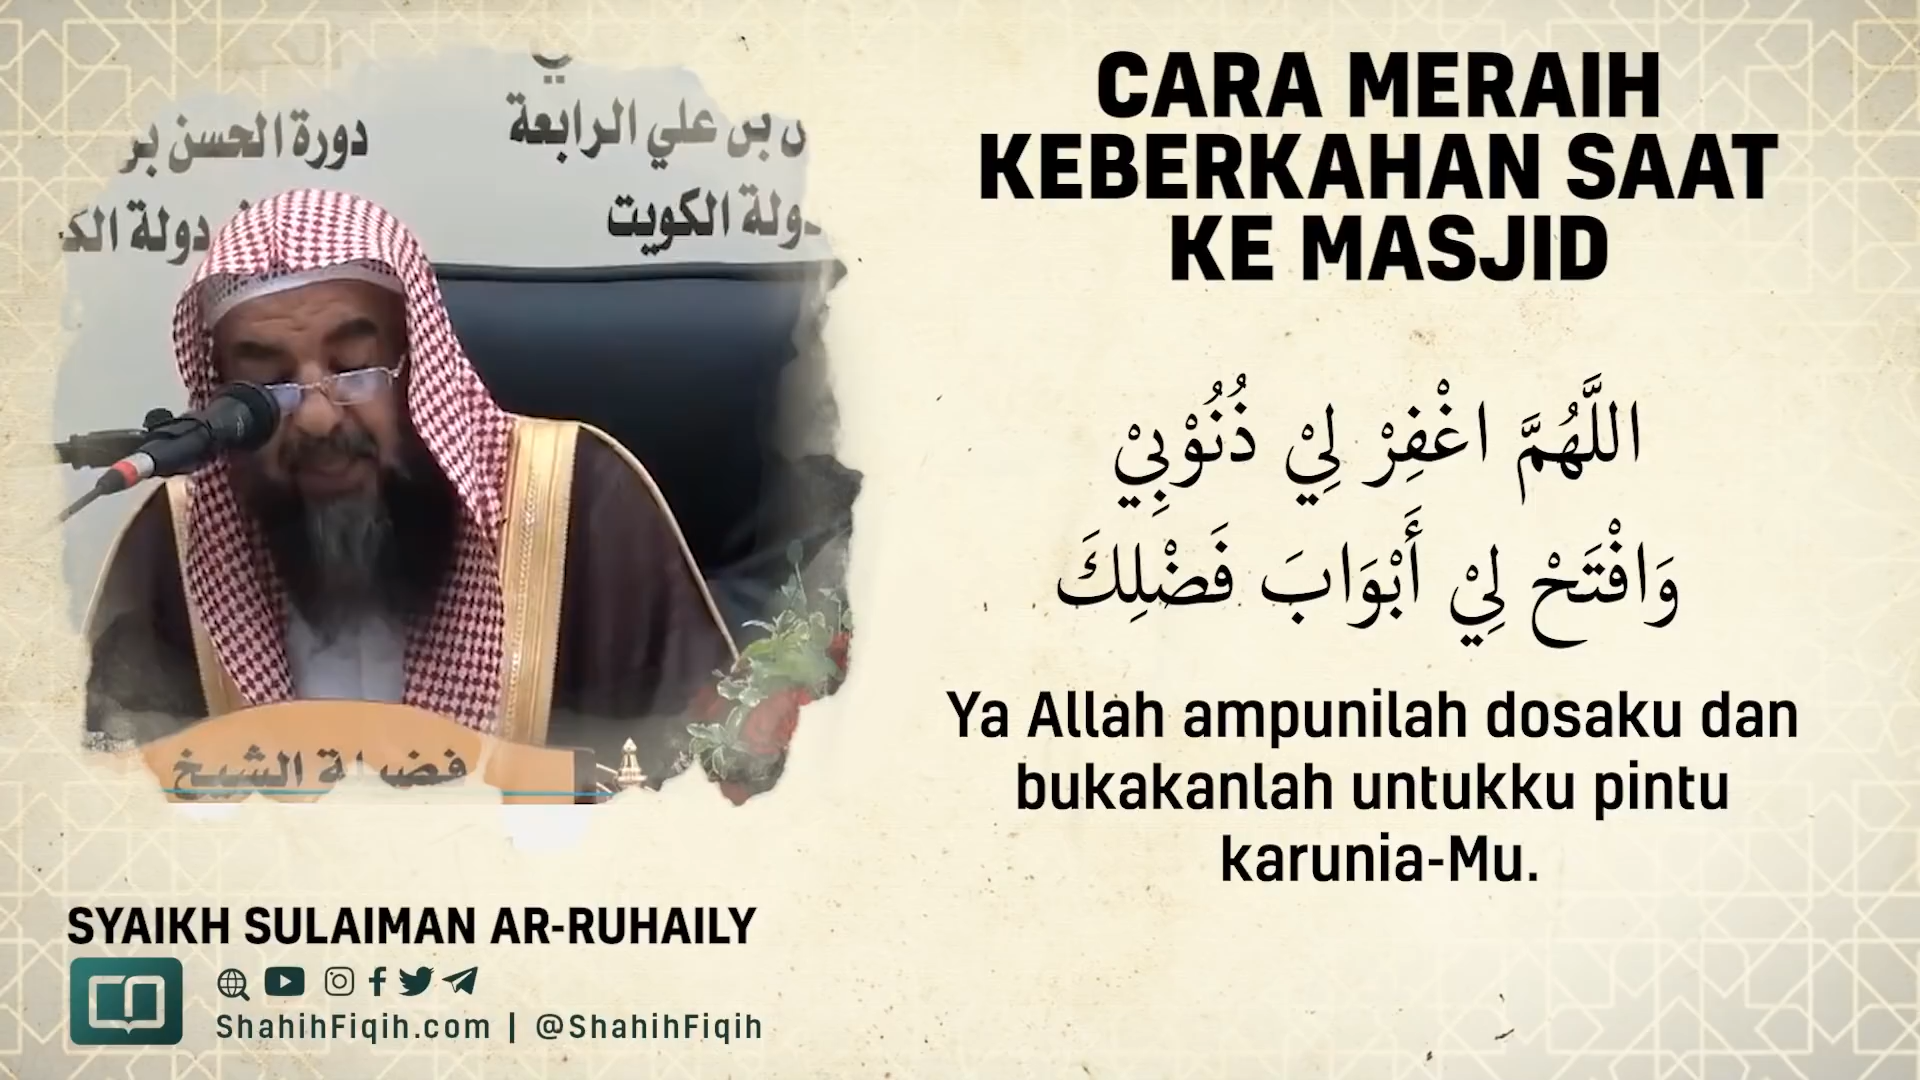 دورة الحسن بن علي الرابعة
دولة الكويت
CARA MERAIH
KEBERKAHAN SAAT
KE MASJID
اللَّهُمَّ اغْفِرْ لِيْ ذُنُوْبِيْ
وَافْتَحْ لِيْ أَبْوَابَ فَضْلِكَ
Ya Allah ampunilah dosaku dan
bukakanlah untukku pintu
karunia-Mu.
فضيلة الشيخ
SYAIKH SULAIMAN AR-RUHAILY
ShahihFiqih.com | @ShahihFiqih